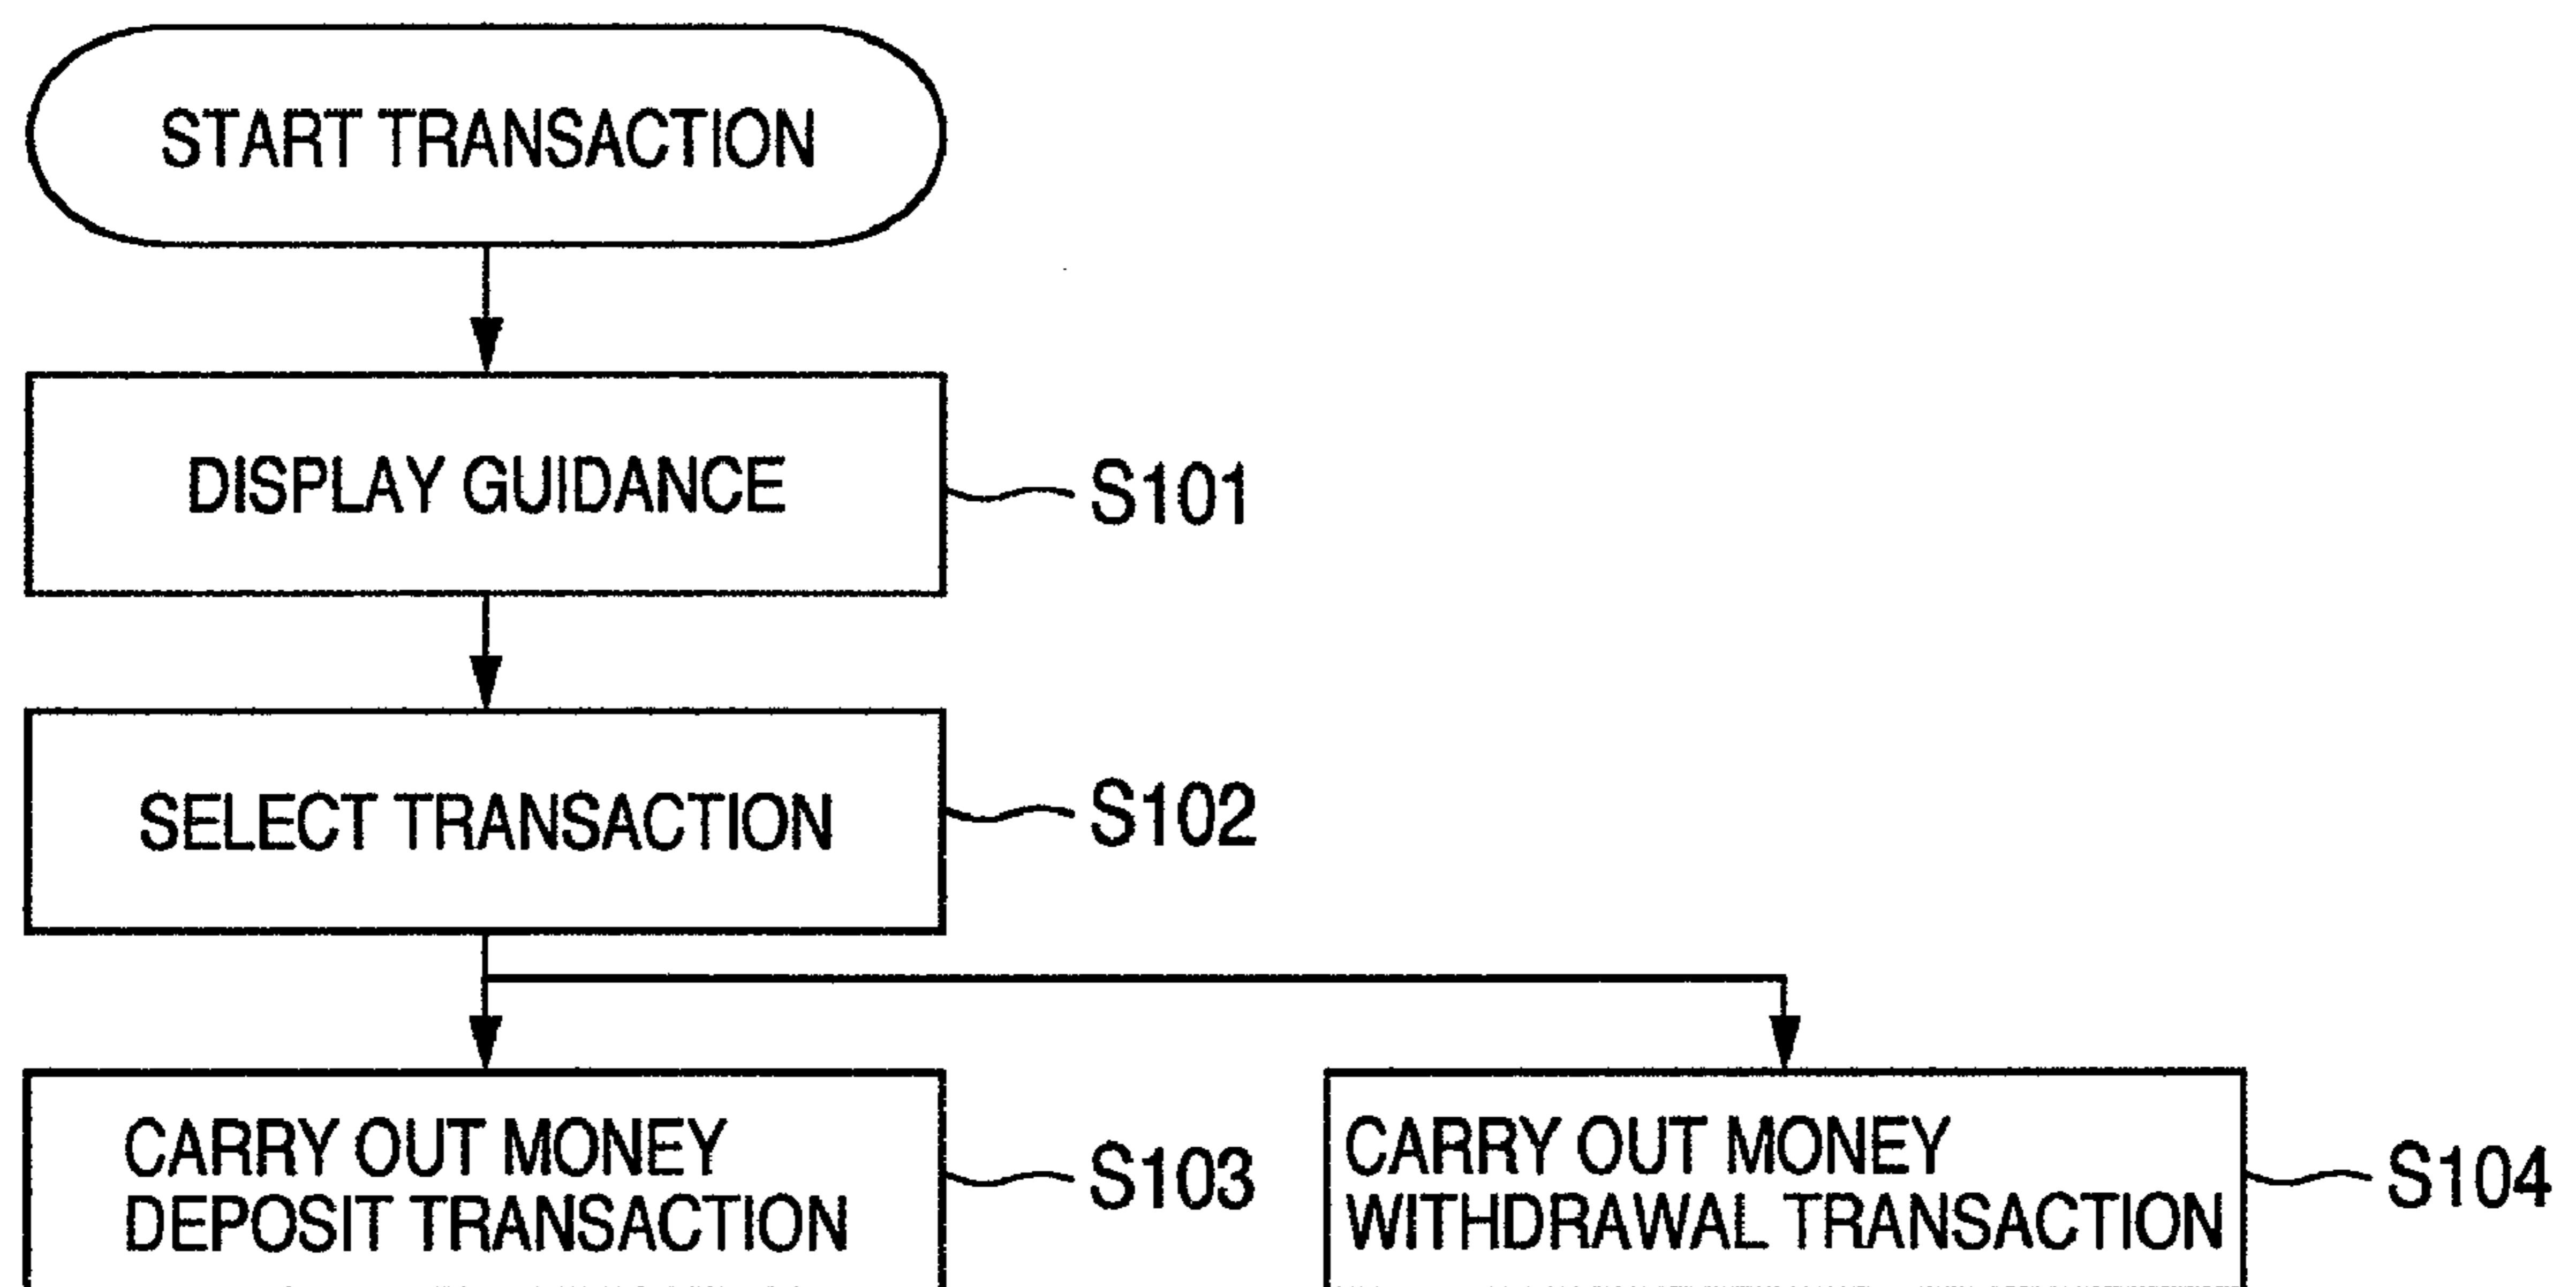 START TRANSACTION
DISPLAY GUIDANCE
S101
SELECT TRANSACTION
S102
CARRY OUT MONEY
DEPOSIT TRANSACTION
S103
CARRY OUT MONEY
WITHDRAWAL TRANSACTION
S104